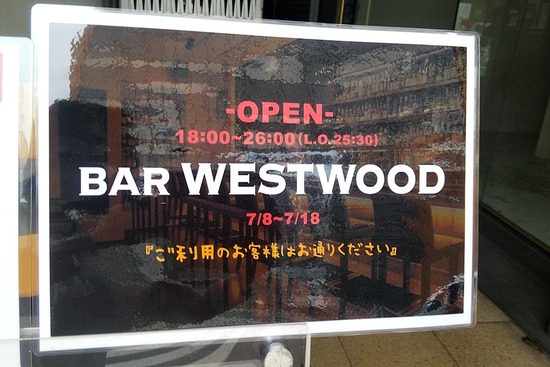 -OPEN-
18:00~26:00(L.O.25:30)
BAR WESTWOOD
7/8~7/18
『ご利用のお客様はお通りください』